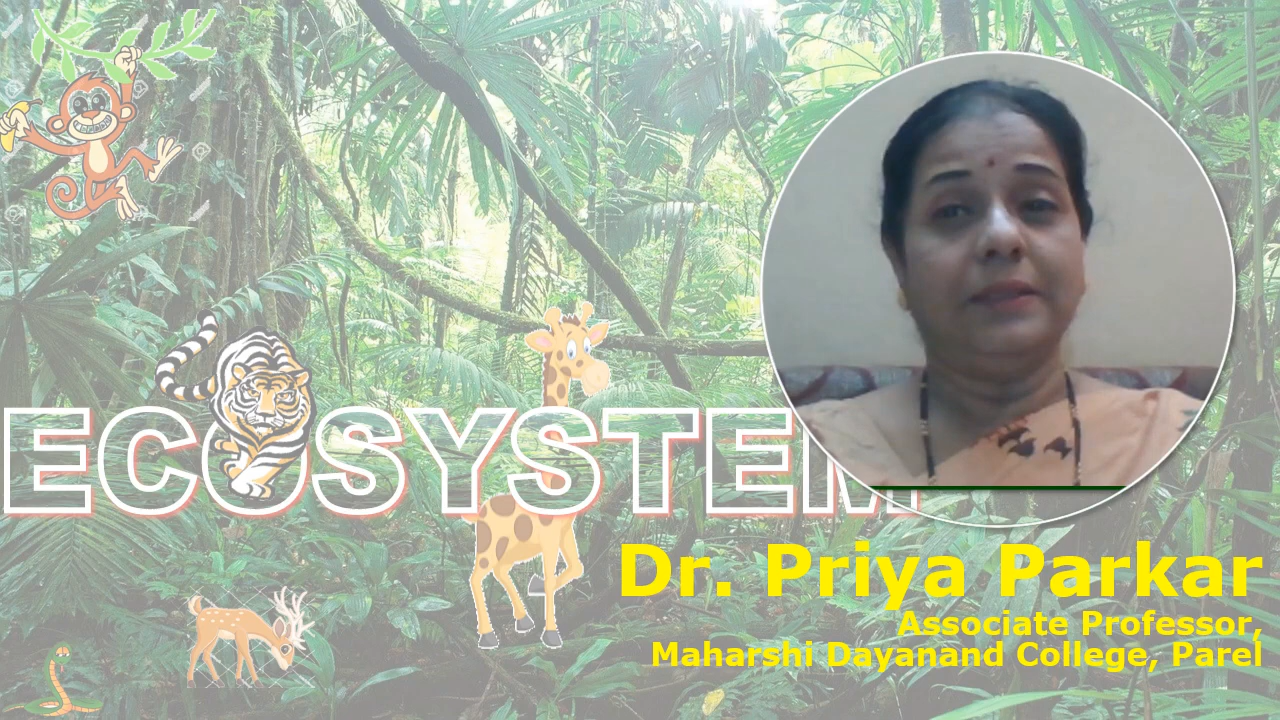 ECOSYSTEM
Dr. Priya Parkar
Associate Professor,
Maharshi Dayanand College, Parel